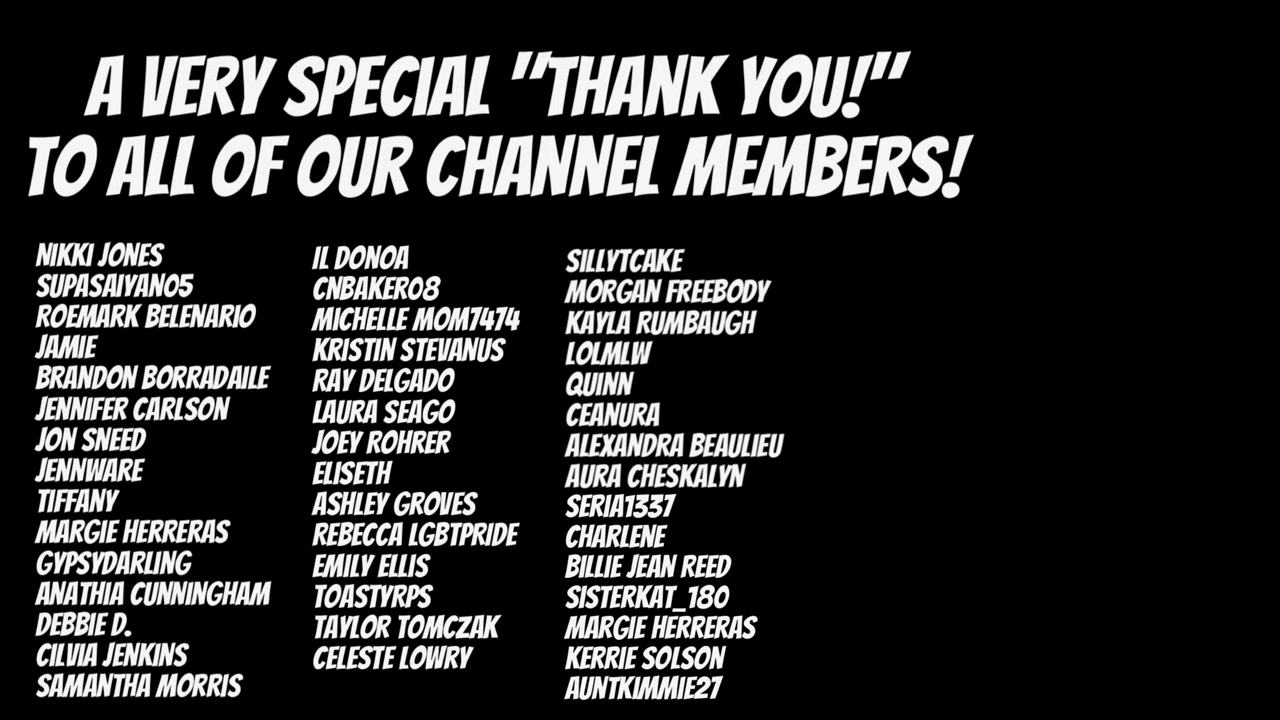 A VERY SPECIAL "THANK YOU!"
TO ALL OF OUR CHANNEL MEMBERS!
NIKKI JONES
SUPASAIYAN05
ROEMARK BELENARIO
JAMIE
BRANDON BORRADAILE
JENNIFER CARLSON
JON SNEED
JENNWARE
TIFFANY
MARGIE HERRERAS
GYPSYDARLING
ANATHIA CUNNINGHAM
DEBBIE D.
CILVIA JENKINS
SAMANTHA MORRIS
IL DONOA
CNBAKER08
MICHELLE MOM7474
KRISTIN STEVANUS
RAY DELGADO
LAURA SEAGO
JOEY ROHRER
ELISETH
ASHLEY GROVES
REBECCA LGBTPRIDE
EMILY ELLIS
TOASTYRPS
TAYLOR TOMCZAK
CELESTE LOWRY
SILLYTCAKE
MORGAN FREEBODY
KAYLA RUMBAUGH
LOLMLW
QUINN
CEANURA
ALEXANDRA BEAULIEU
AURA CHESKALYN
SERIA1337
CHARLENE
BILLIE JEAN REED
SISTERKAT_180
MARGIE HERRERAS
KERRIE SOLSON
AUNTKIMMIE27